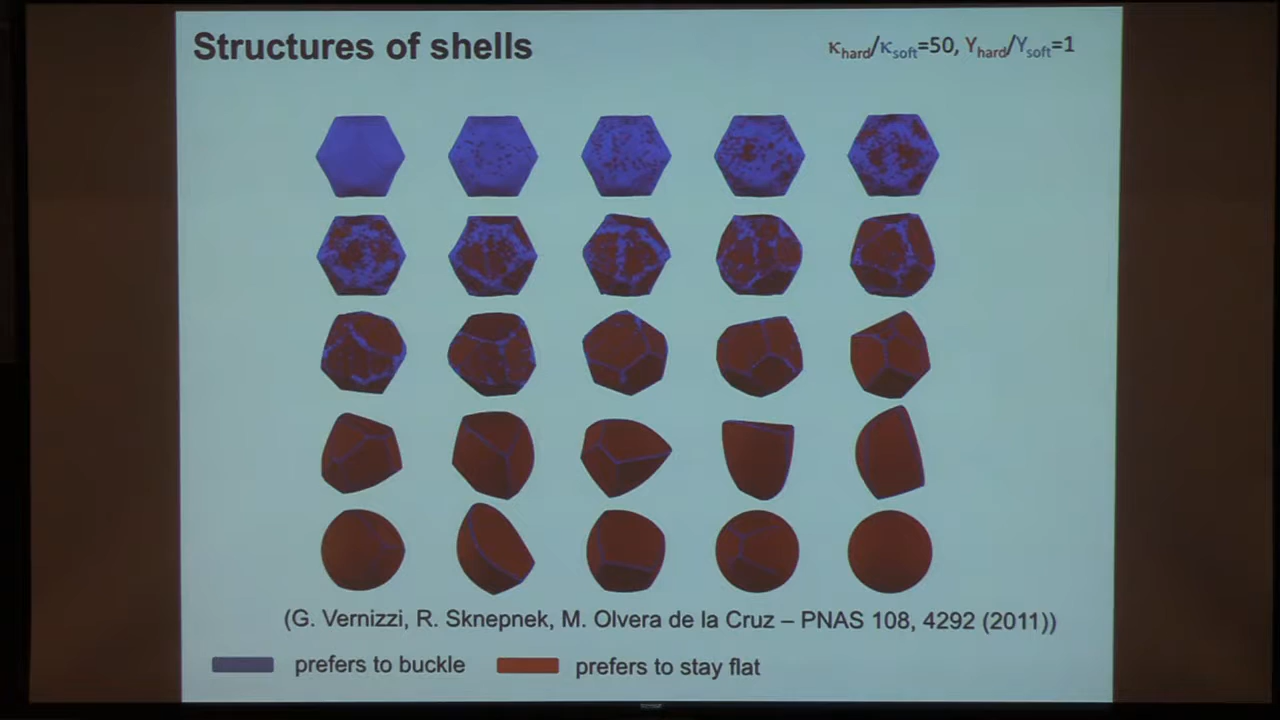 Structures of shells
κhard/κsoft=50, Yhard/Ysoft=1
(G. Vernizzi, R. Sknepnek, M. Olvera de la Cruz – PNAS 108, 4292 (2011))
prefers to buckle
prefers to stay flat